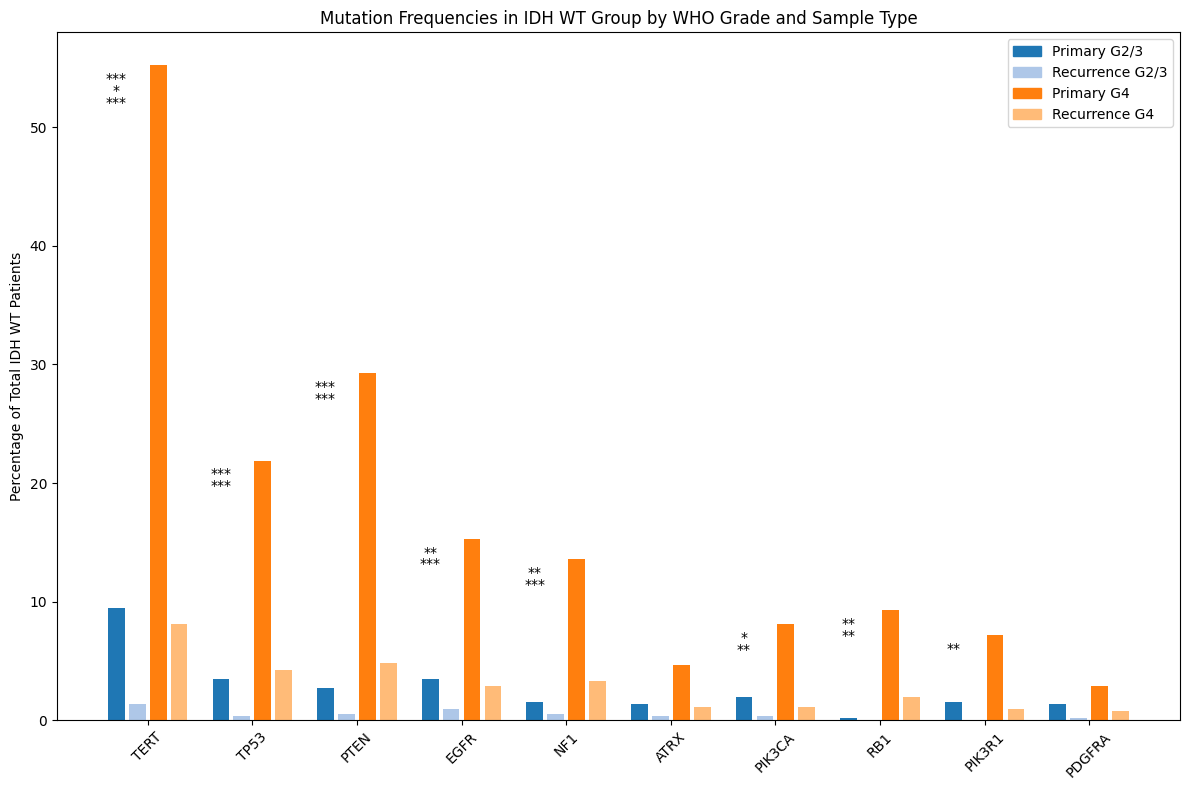 Mutation Frequencies in IDH WT Group by WHO Grade and Sample Type
Primary G2/3
Recurrence G2/3
Primary G4
Recurrence G4
Percentage of Total IDH WT Patients
50
40
30
20
10
0
***
*
***
***
***
***
***
**
***
**
***
*
**
**
**
**
TERT
TP53
PTEN
EGFR
NF1
ATRX
PIK3CA
RB1
PIK3R1
PDGFRA